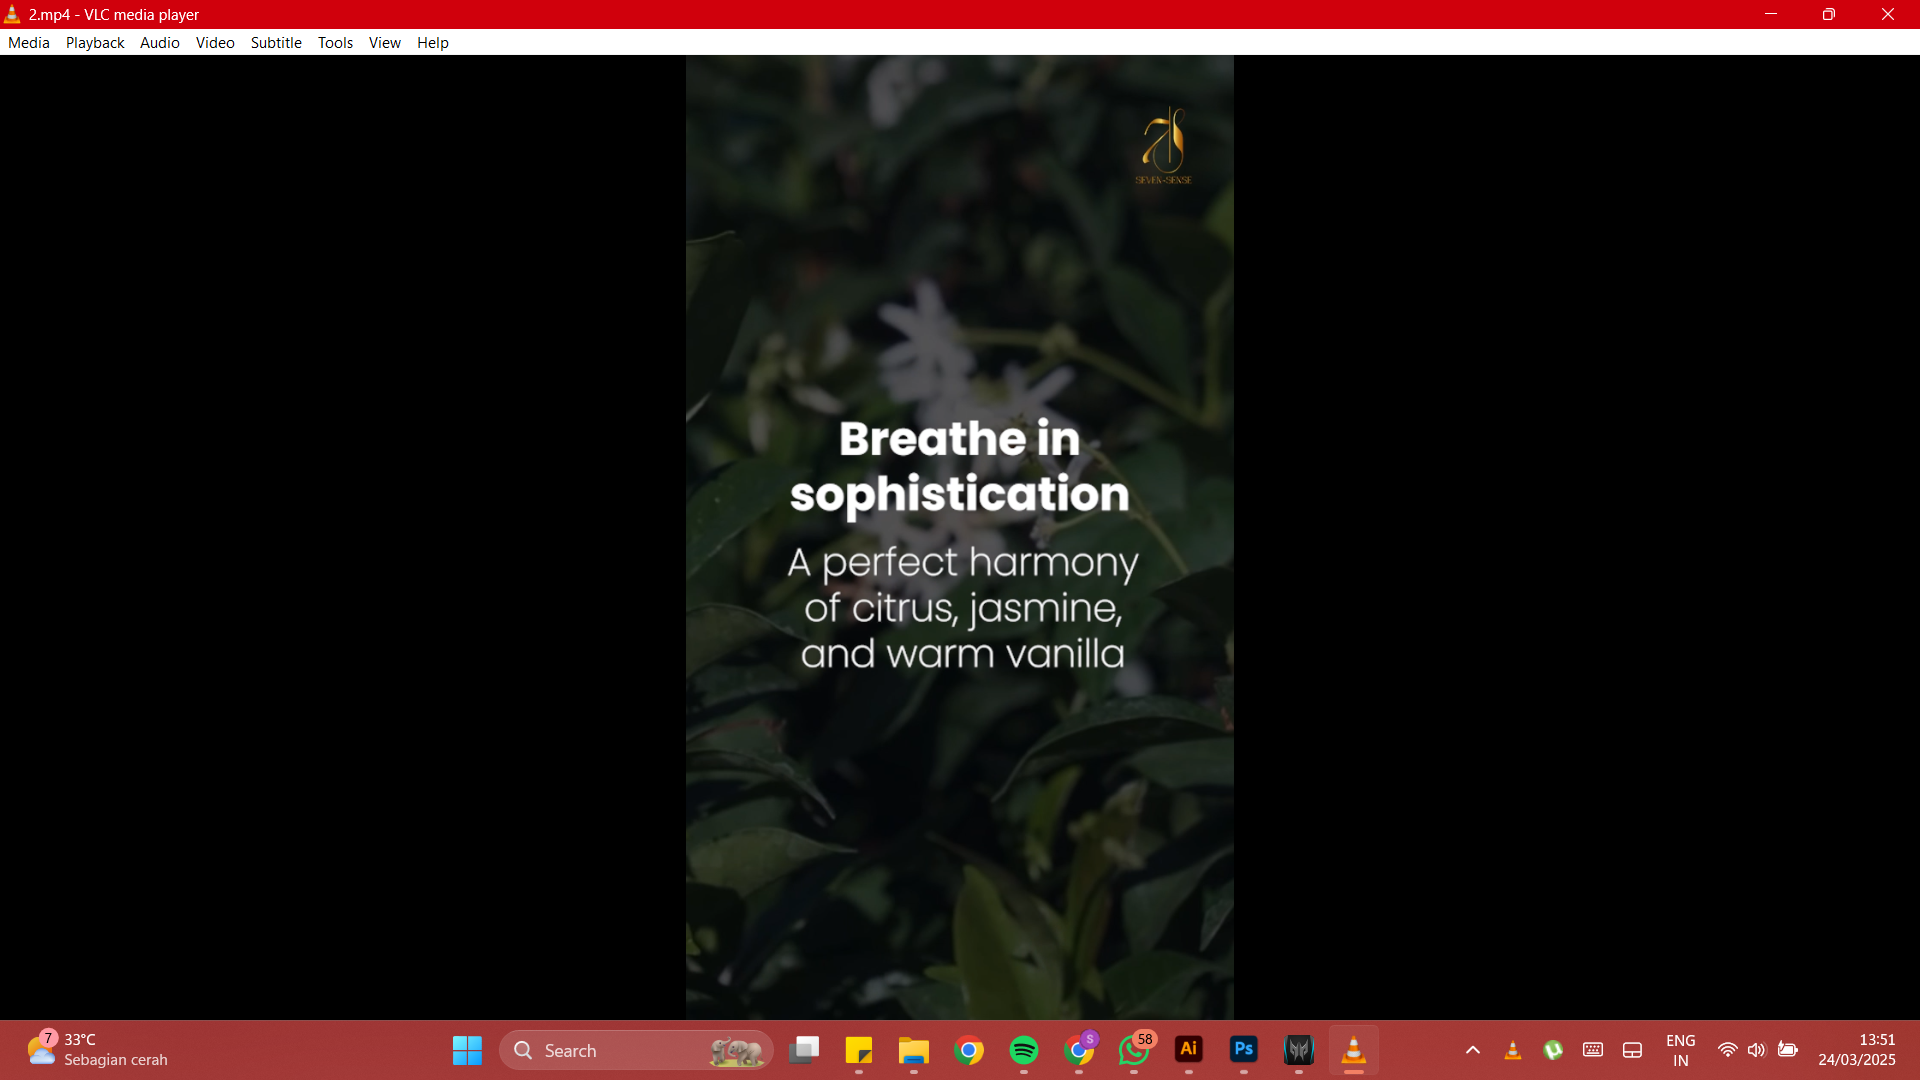 2.mp4 - VLC media player
Media Playback Audio Video Subtitle Tools View Help
SEVEN-SENSE
Breathe in
sophistication
A perfect harmony
of citrus, jasmine,
and warm vanilla
7
33°C
Sebagian cerah
Search
S
58
Ai
Ps
ENG
IN
13:51
24/03/2025